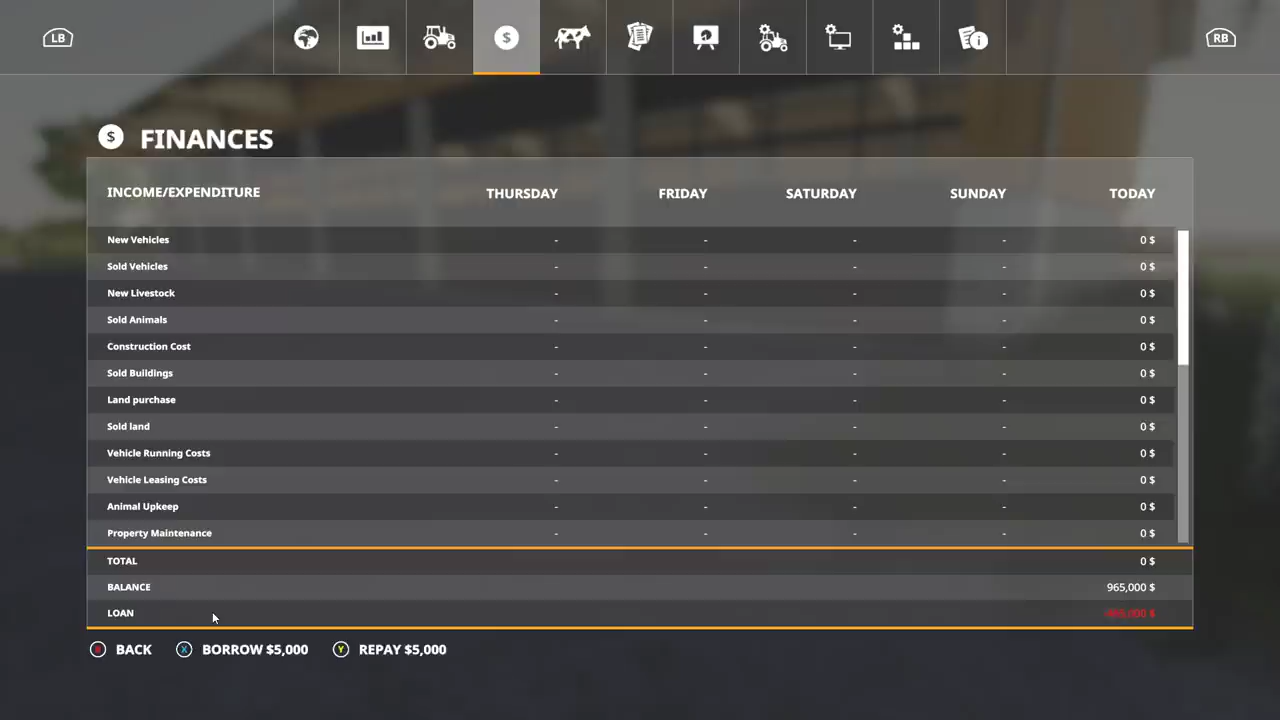 LB
$
RB
$ FINANCES
INCOME/EXPENDITURE THURSDAY FRIDAY SATURDAY SUNDAY TODAY
New Vehicles - - - - 0 $
Sold Vehicles - - - - 0 $
New Livestock - - - - 0 $
Sold Animals - - - - 0 $
Construction Cost - - - - 0 $
Sold Buildings - - - - 0 $
Land purchase - - - - 0 $
Sold land - - - - 0 $
Vehicle Running Costs - - - - 0 $
Vehicle Leasing Costs - - - - 0 $
Animal Upkeep - - - - 0 $
Property Maintenance - - - - 0 $
TOTAL 0 $
BALANCE 965,000 $
LOAN
B BACK X BORROW $5,000 Y REPAY $5,000